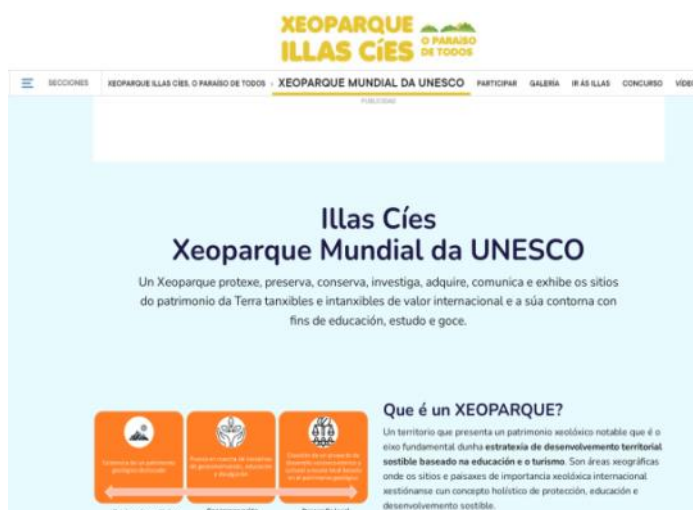 XEOPARQUE
ILLAS CÍES
O PARAÍSO
DE TODOS
SECCIONES
XEOPARQUE ILLAS CÍES, O PARAÍSO DE TODOS
XEOPARQUE MUNDIAL DA UNESCO
PARTICIPAR
GALERÍA
IR ÁS ILLAS
CONCURSO
PUBLICIDAD
Illas Cíes
Xeoparque Mundial da UNESCO
Un Xeoparque protexe, preserva, conserva, investiga, adquire, comunica e exhibe os sitios
do patrimonio da Terra tanxibles e intanxibles de valor internacional e a súa contorna con
fins de educación, estudo e goce.
Que é un XEOPARQUE?
Un territorio que presenta un patrimonio xeolóxico notable que é o
eixo fundamental dunha estratexia de desenvolvemento territorial
sostible baseado na educación e o turismo. Son áreas xeográficas
onde os sitios e paisaxes de importancia xeolóxica internacional
xestiónanse cun concepto holístico de protección, educación e
desenvolvemento sostible.